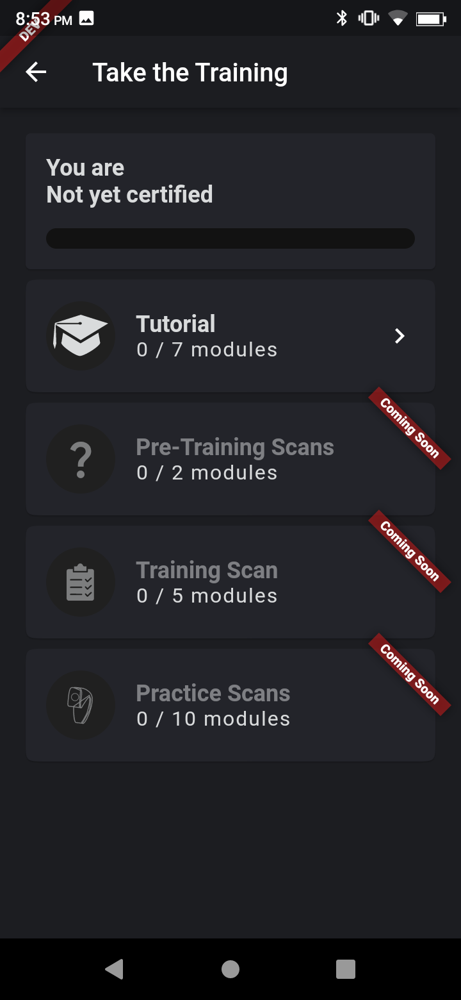 8:53 PM
DEV
Take the Training
You are
Not yet certified
Tutorial
0 / 7 modules
Coming Soon
Pre-Training Scans
0 / 2 modules
Coming Soon
Training Scan
0 / 5 modules
Coming Soon
Practice Scans
0 / 10 modules